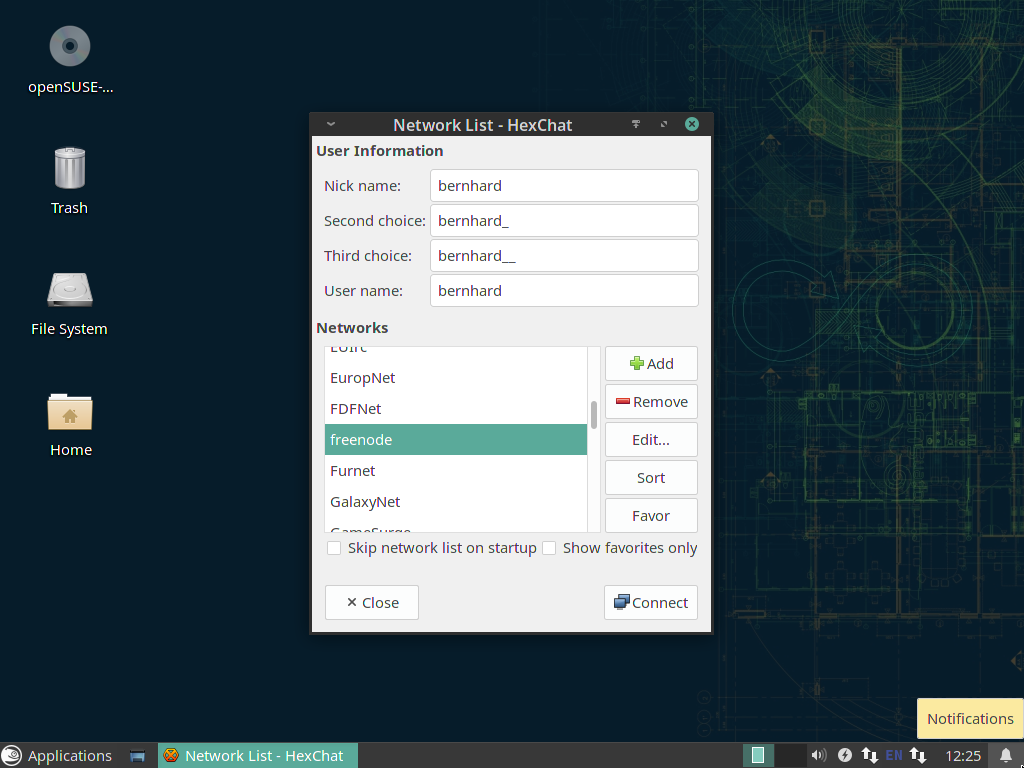 openSUSE-...
Trash
File System
Home
Network List - HexChat
User Information
Nick name: bernhard
Second choice: bernhard_
Third choice: bernhard__
User name: bernhard
Networks
EUIrc
EuropNet
FDFNet
freenode
Furnet
GalaxyNet
GameSurge
Add
Remove
Edit...
Sort
Favor
Skip network list on startup
Show favorites only
Close
Connect
Notifications
Applications
Network List - HexChat
EN
12:25